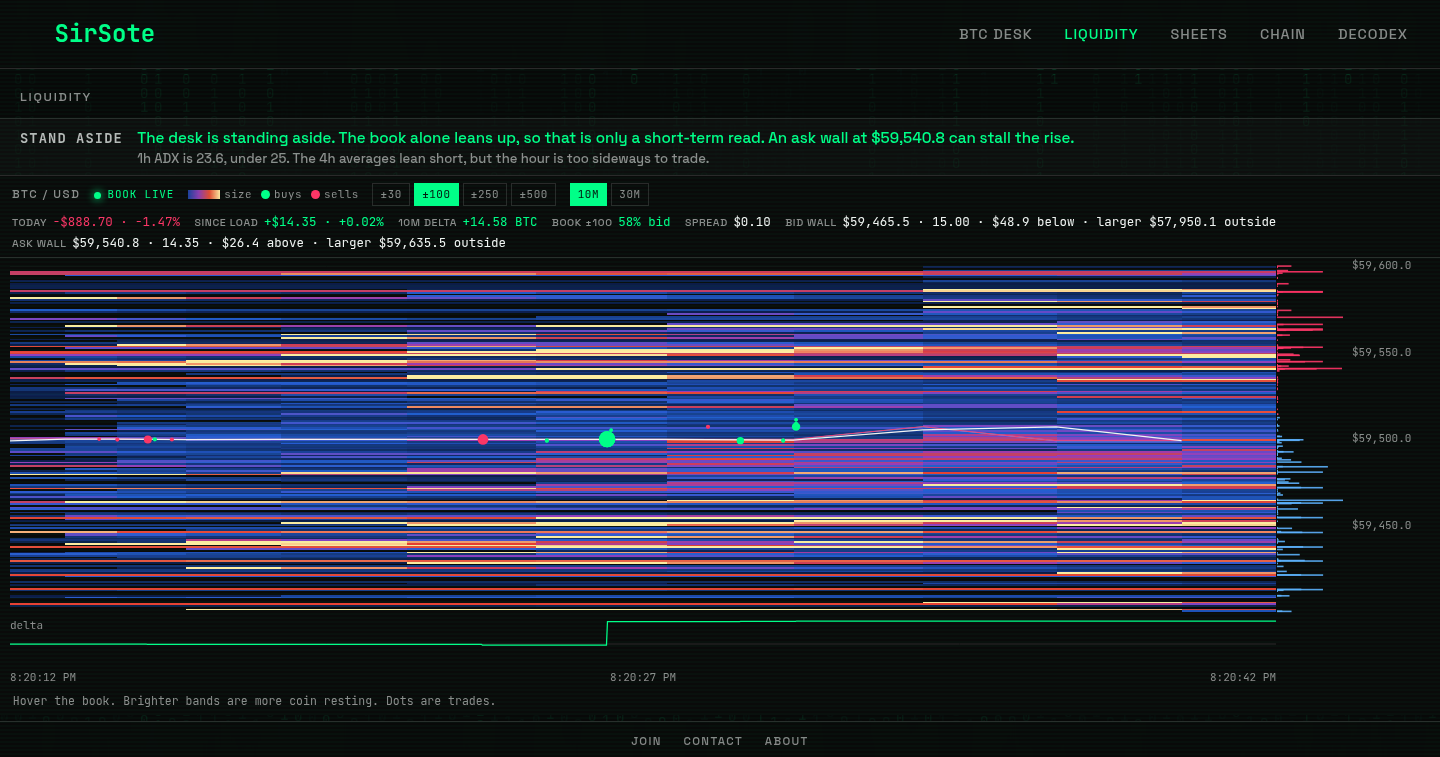 SirSote
BTC DESK LIQUIDITY SHEETS CHAIN DECODEX
LIQUIDITY
STAND ASIDE The desk is standing aside. The book alone leans up, so that is only a short-term read. An ask wall at $59,540.8 can stall the rise.
1h ADX is 23.6, under 25. The 4h averages lean short, but the hour is too sideways to trade.
BTC / USD BOOK LIVE size buys sells ±30 ±100 ±250 ±500 10M 30M
TODAY -$888.70 · -1.47% SINCE LOAD +$14.35 · +0.02% 10M DELTA +14.58 BTC BOOK ±100 58% bid SPREAD $0.10 BID WALL $59,465.5 · 15.00 · $48.9 below · larger $57,950.1 outside
ASK WALL $59,540.8 · 14.35 · $26.4 above · larger $59,635.5 outside
$59,600.0
$59,550.0
$59,500.0
$59,450.0
delta
8:20:12 PM 8:20:27 PM 8:20:42 PM
Hover the book. Brighter bands are more coin resting. Dots are trades.
JOIN CONTACT ABOUT